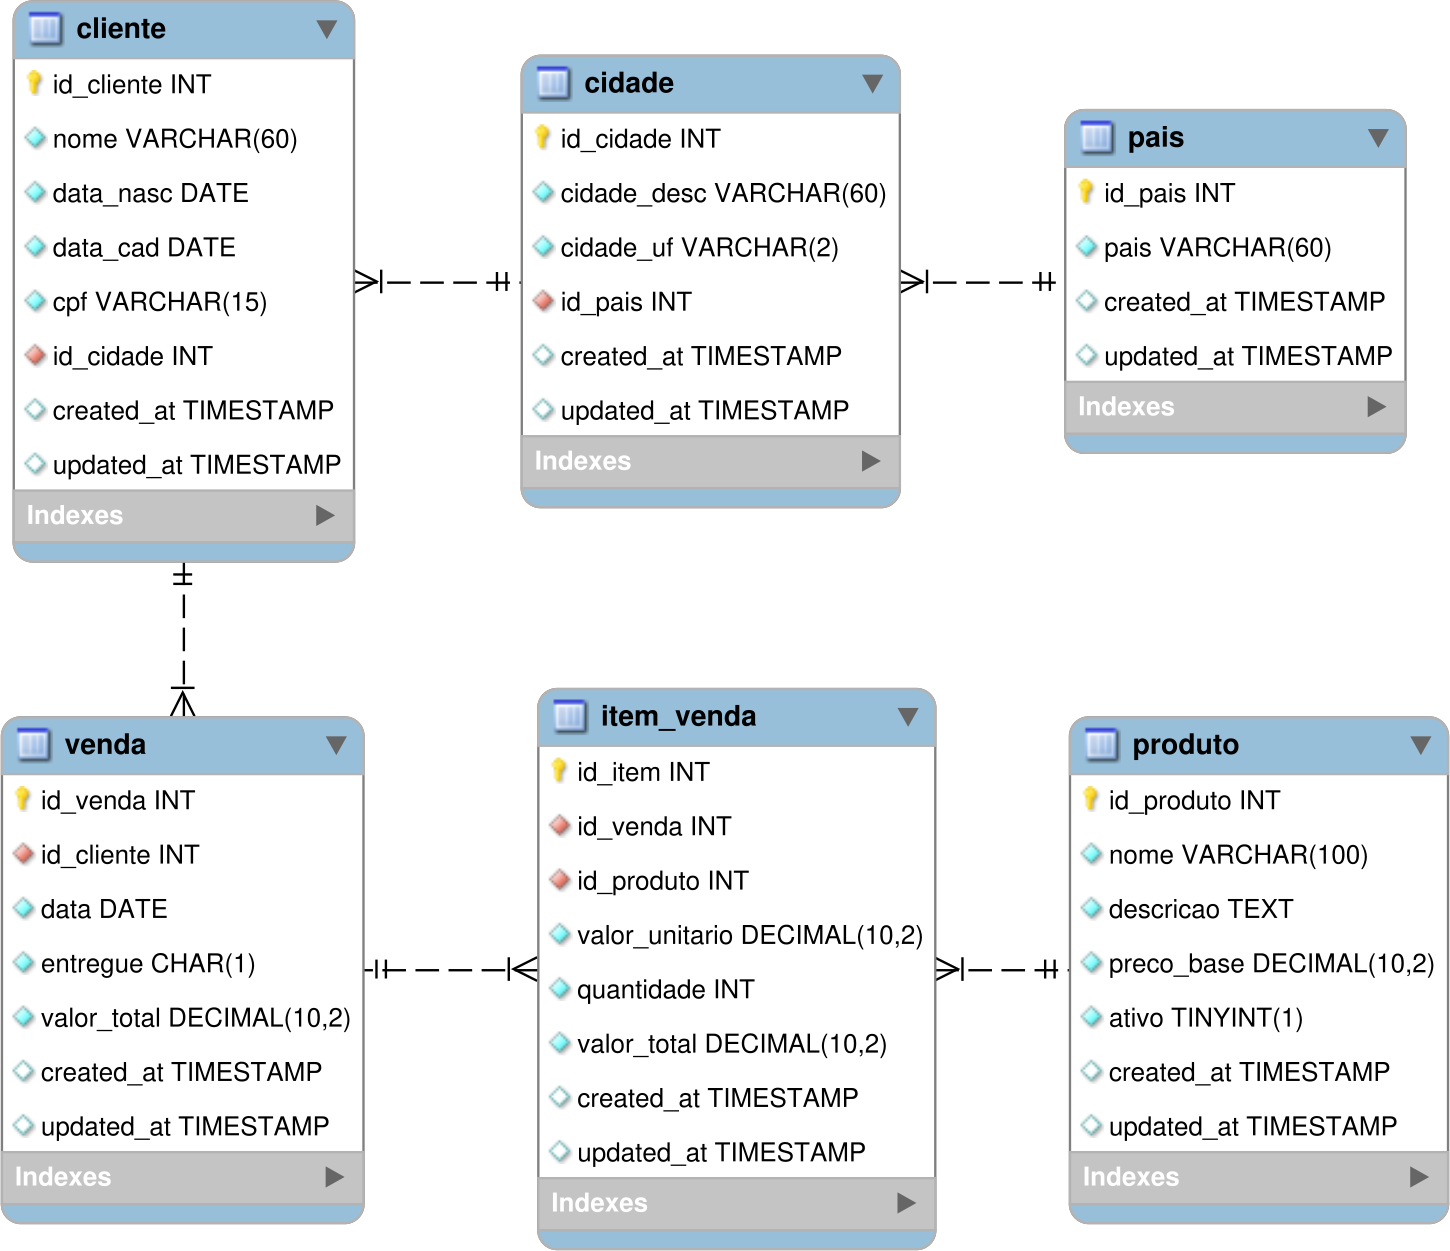 cliente
id_cliente INT
nome VARCHAR(60)
data_nasc DATE
data_cad DATE
cpf VARCHAR(15)
id_cidade INT
created_at TIMESTAMP
updated_at TIMESTAMP
Indexes
cidade
id_cidade INT
cidade_desc VARCHAR(60)
cidade_uf VARCHAR(2)
id_pais INT
created_at TIMESTAMP
updated_at TIMESTAMP
Indexes
pais
id_pais INT
pais VARCHAR(60)
created_at TIMESTAMP
updated_at TIMESTAMP
Indexes
venda
id_venda INT
id_cliente INT
data DATE
entregue CHAR(1)
valor_total DECIMAL(10,2)
created_at TIMESTAMP
updated_at TIMESTAMP
Indexes
item_venda
id_item INT
id_venda INT
id_produto INT
valor_unitario DECIMAL(10,2)
quantidade INT
valor_total DECIMAL(10,2)
created_at TIMESTAMP
updated_at TIMESTAMP
Indexes
produto
id_produto INT
nome VARCHAR(100)
descricao TEXT
preco_base DECIMAL(10,2)
ativo TINYINT(1)
created_at TIMESTAMP
updated_at TIMESTAMP
Indexes